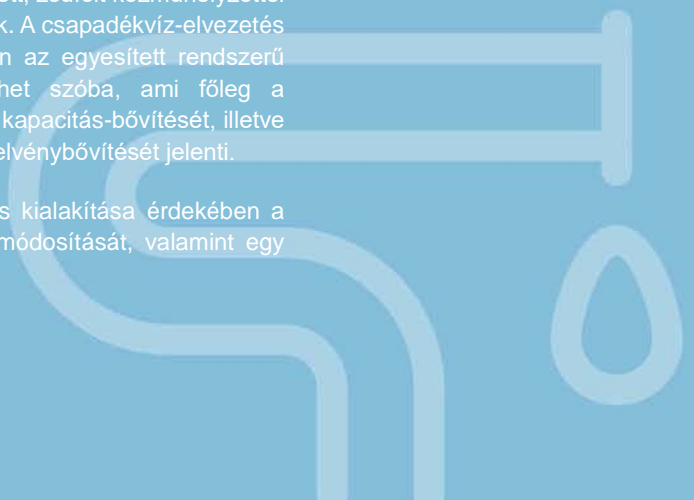 k. A csapadékvíz-elvezetés
n az egyesített rendszerű
het szóba, ami főleg a
kapacitás-bővítését, illetve
elvénybővítését jelenti.
s kialakítása érdekében a
módosítását, valamint egy